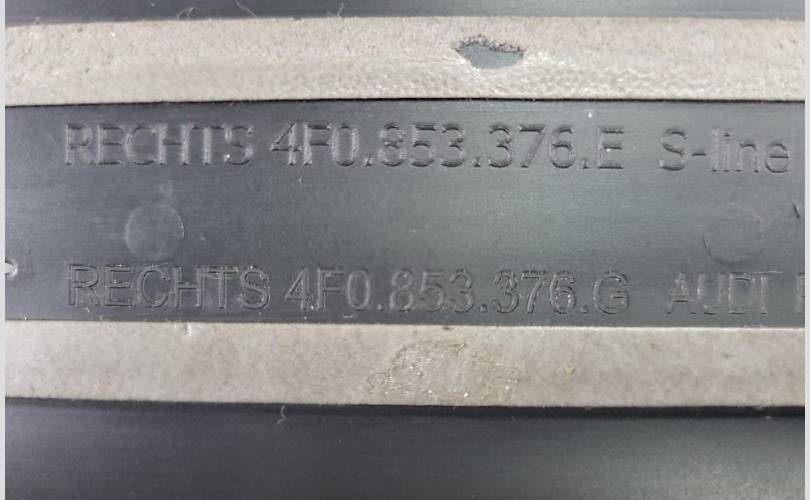 RECHTS 4F0.853.376.E S-line
RECHTS 4F0.853.376.G AUDI